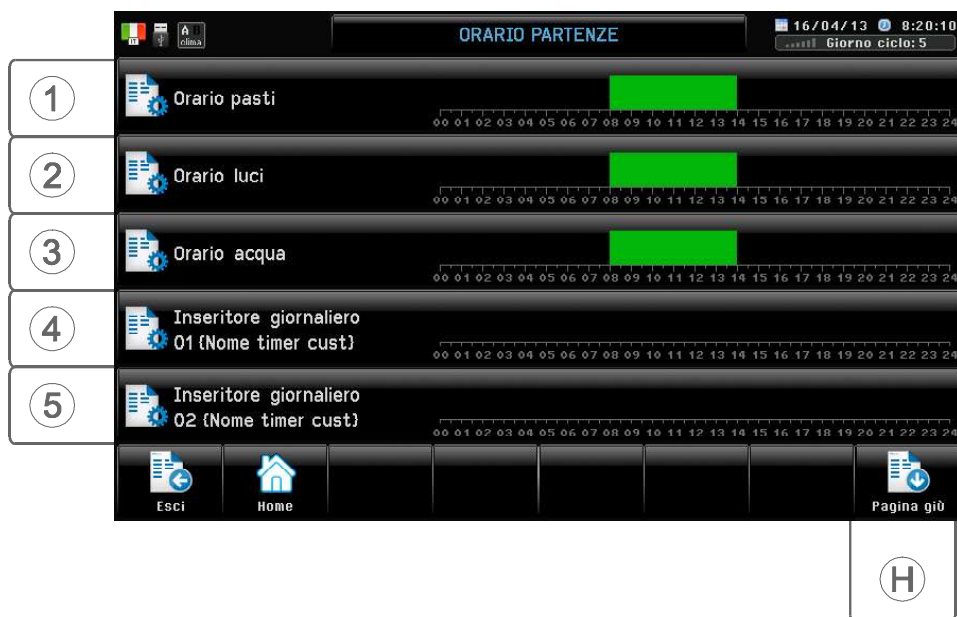 IT
A
clima
ORARIO PARTENZE
16/04/13 8:20:10
Giorno ciclo: 5
1
Orario pasti
00 01 02 03 04 05 06 07 08 09 10 11 12 13 14 15 16 17 18 19 20 21 22 23 24
2
Orario luci
00 01 02 03 04 05 06 07 08 09 10 11 12 13 14 15 16 17 18 19 20 21 22 23 24
3
Orario acqua
00 01 02 03 04 05 06 07 08 09 10 11 12 13 14 15 16 17 18 19 20 21 22 23 24
4
Inseritore giornaliero
01 {Nome timer cust}
00 01 02 03 04 05 06 07 08 09 10 11 12 13 14 15 16 17 18 19 20 21 22 23 24
5
Inseritore giornaliero
02 {Nome timer cust}
00 01 02 03 04 05 06 07 08 09 10 11 12 13 14 15 16 17 18 19 20 21 22 23 24
Esci
Home
Pagina giù
H